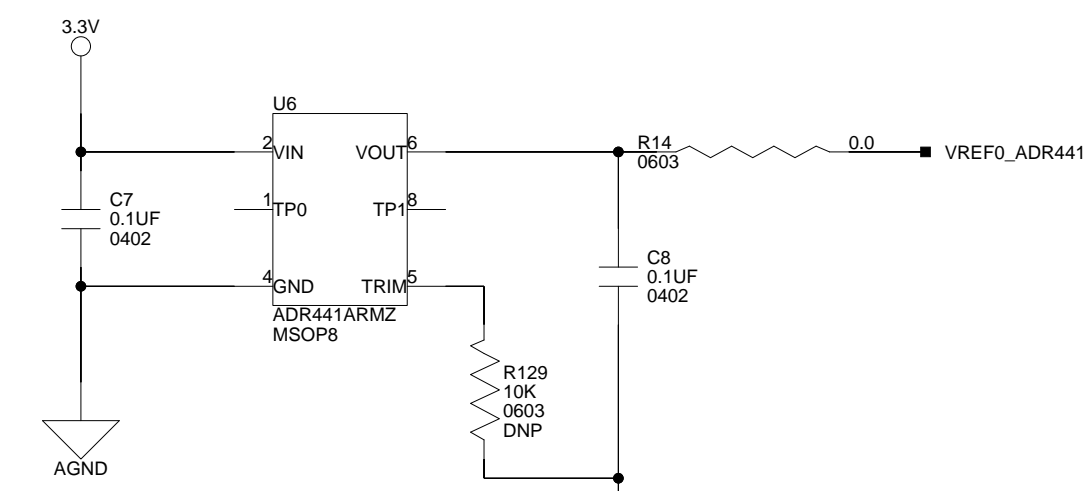 3.3V
U6
2
VIN
VOUT
6
R14
0603
0.0
VREF0_ADR441
C7
0.1UF
0402
1
TP0
TP1
8
C8
0.1UF
0402
4
GND
TRIM
5
ADR441ARMZ
MSOP8
R129
10K
0603
DNP
AGND